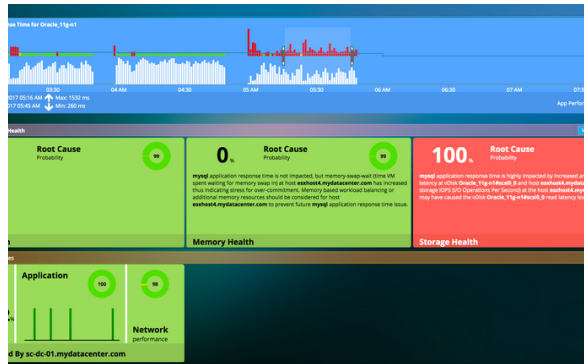 nse Time for Oracle_11g-n1
03:30 04 AM 04:30 05 AM 05:30 06 AM 06:30 07 AM 07:3
2017 05:16 AM Max: 1532 ms
2017 05:45 AM Min: 260 ms
App Perform
Health
Root Cause
Probability
99
0%
Root Cause
Probability
99
mysql application response time is not impacted, but memory-swap-wait (time VM
spent waiting for memory swap in) at host esxhost4.mydatacenter.com has increased
thus indicating stress for over-commitment. Memory based workload balancing or
additional memory resources should be considered for host
esxhost4.mydatacenter.com to prevent future mysql application response time issue.
Memory Health
100%
Root Cause
Probability
mysql application response time is highly impacted by increased
latency at vDisk Oracle_11g-n1#scsi0_0 and host esxhost4.mydata
storage IOPS (I/O Operations Per Second) at the host esxhost4.my
may have caused the vDisk Oracle_11g-n1#scsi0_0 read latency
Storage Health
Application
100
98
Network
performance
d By sc-dc-01.mydatacenter.com